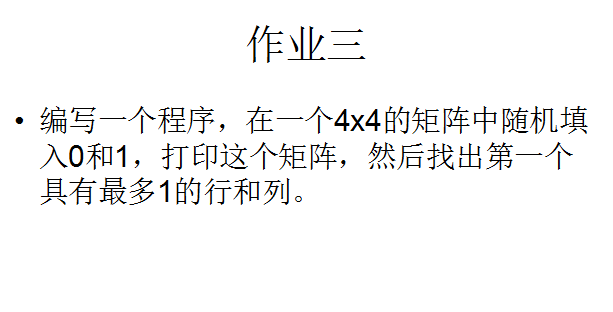 作业三
• 编写一个程序，在一个4x4的矩阵中随机填
入0和1，打印这个矩阵，然后找出第一个
具有最多1的行和列。